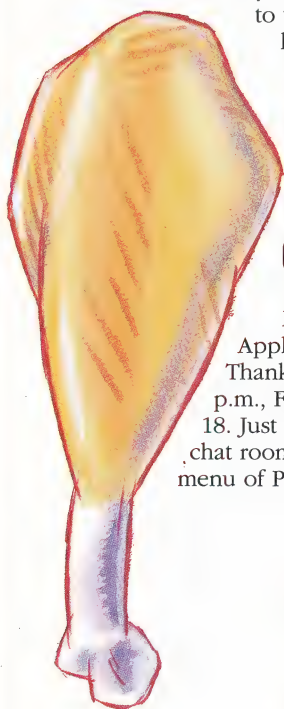 to
Appl
Thank
p.m., F
18. Just
chat room
menu of P